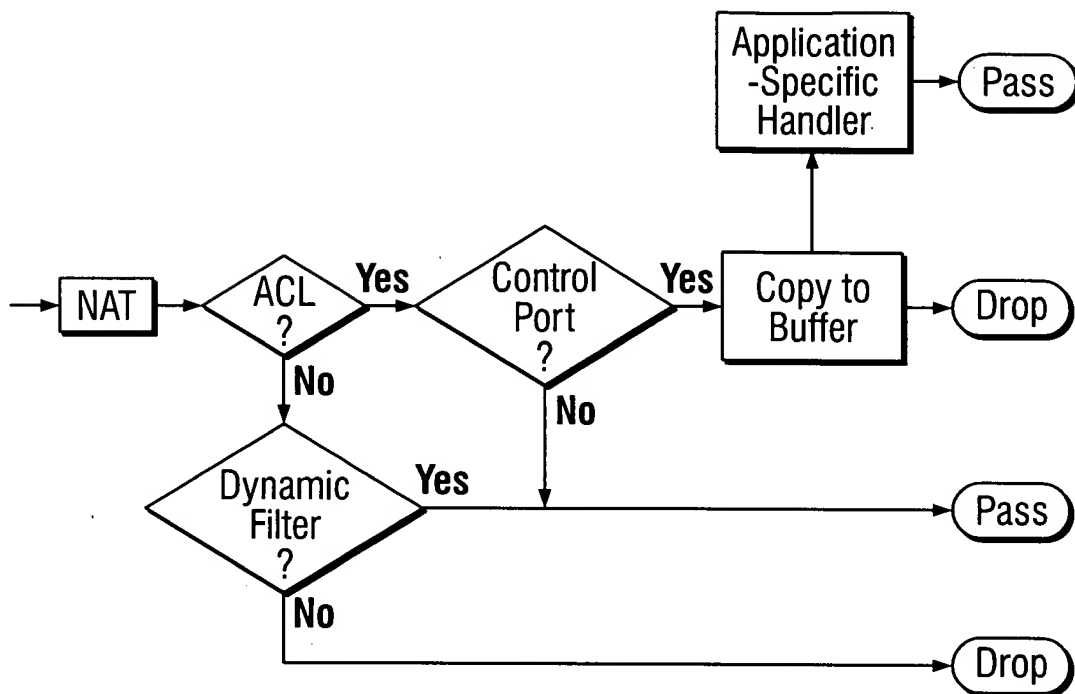 Application
-Specific
Handler
Pass
NAT
ACL
?
Yes
Control
Port
?
Yes
Copy to
Buffer
Drop
No
No
Dynamic
Filter
?
Yes
Pass
No
Drop